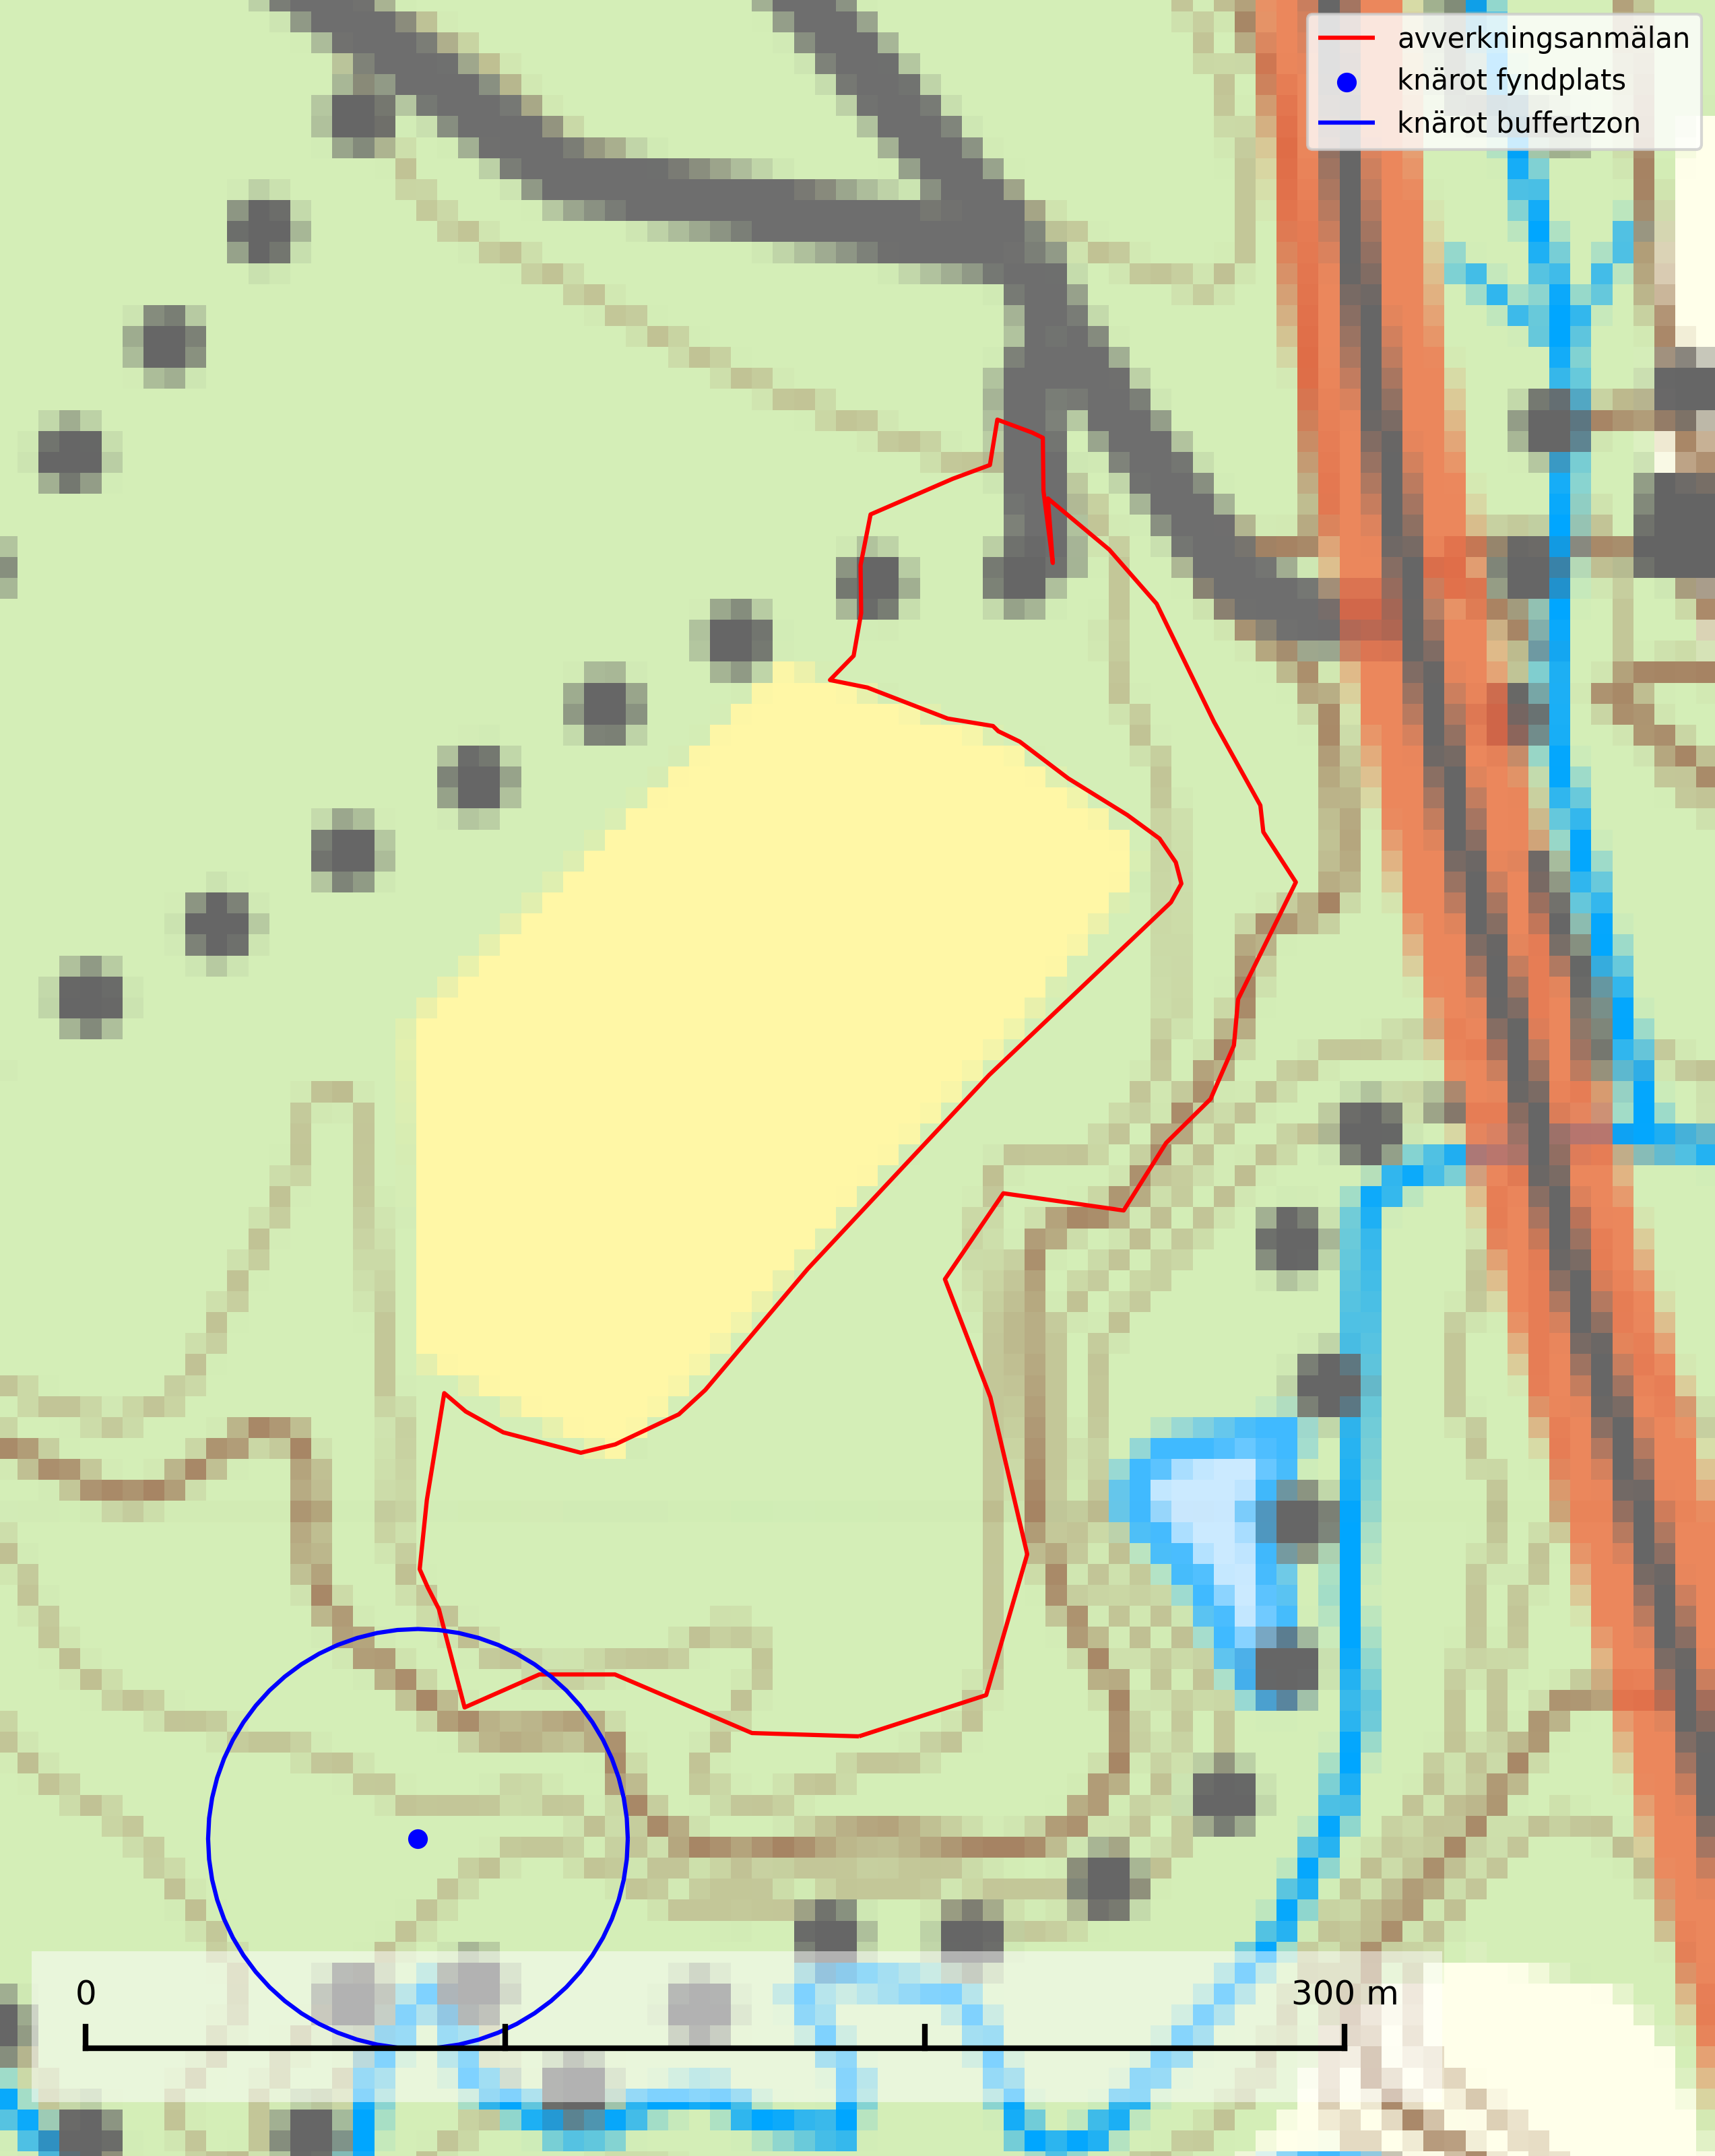 avverkningsanmälan
knärot fyndplats
knärot buffertzon
0
300 m